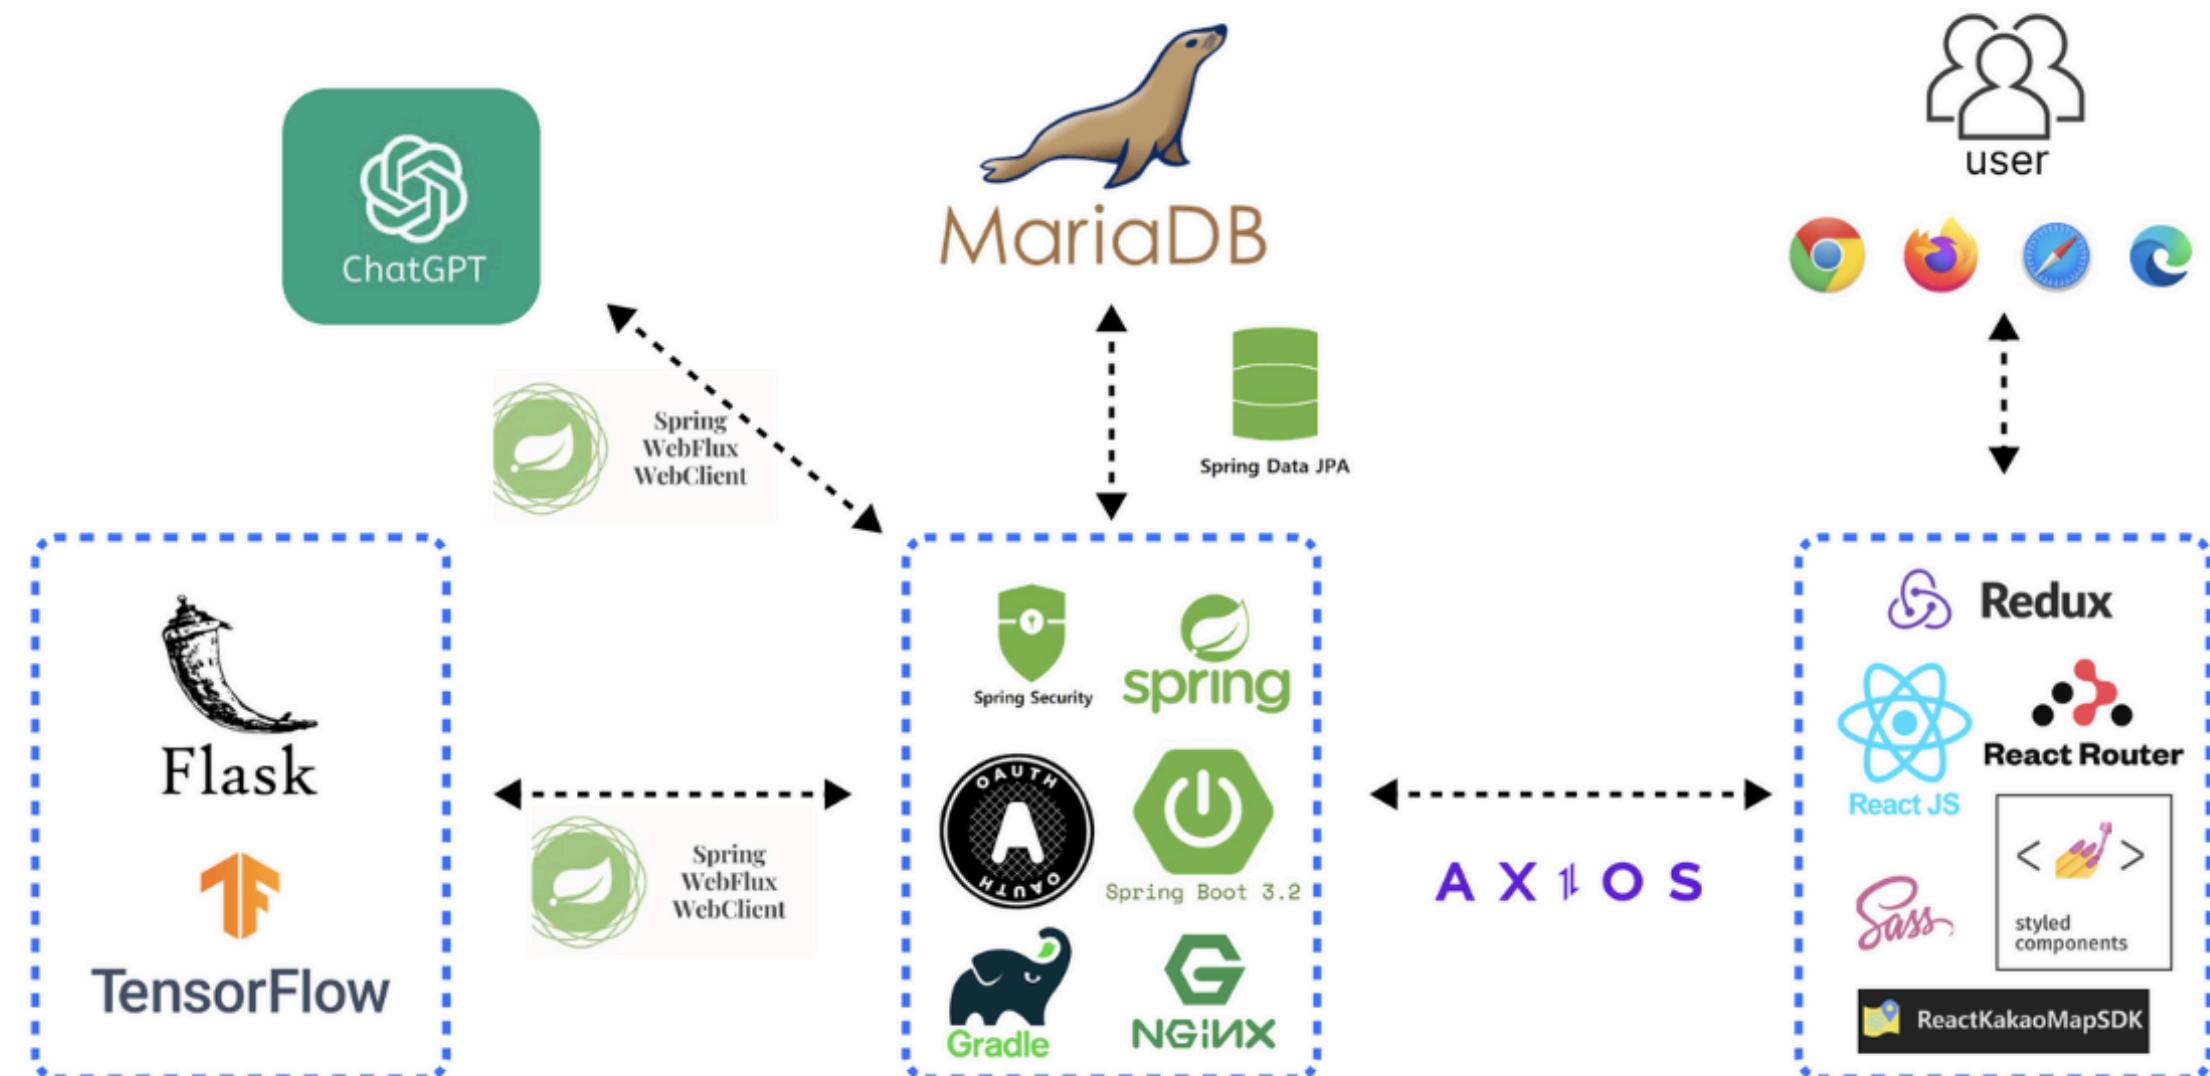 ChatGPT
MariaDB
user
Spring
WebFlux
WebClient
Spring Data JPA
Flask
TensorFlow
Spring
WebFlux
WebClient
Spring Security
spring
OAUTH
A
OAUTH
Spring Boot 3.2
Gradle
G
NGiNX
AXIOS
Redux
React JS
React Router
Sass
< >
styled
components
ReactKakaoMapSDK